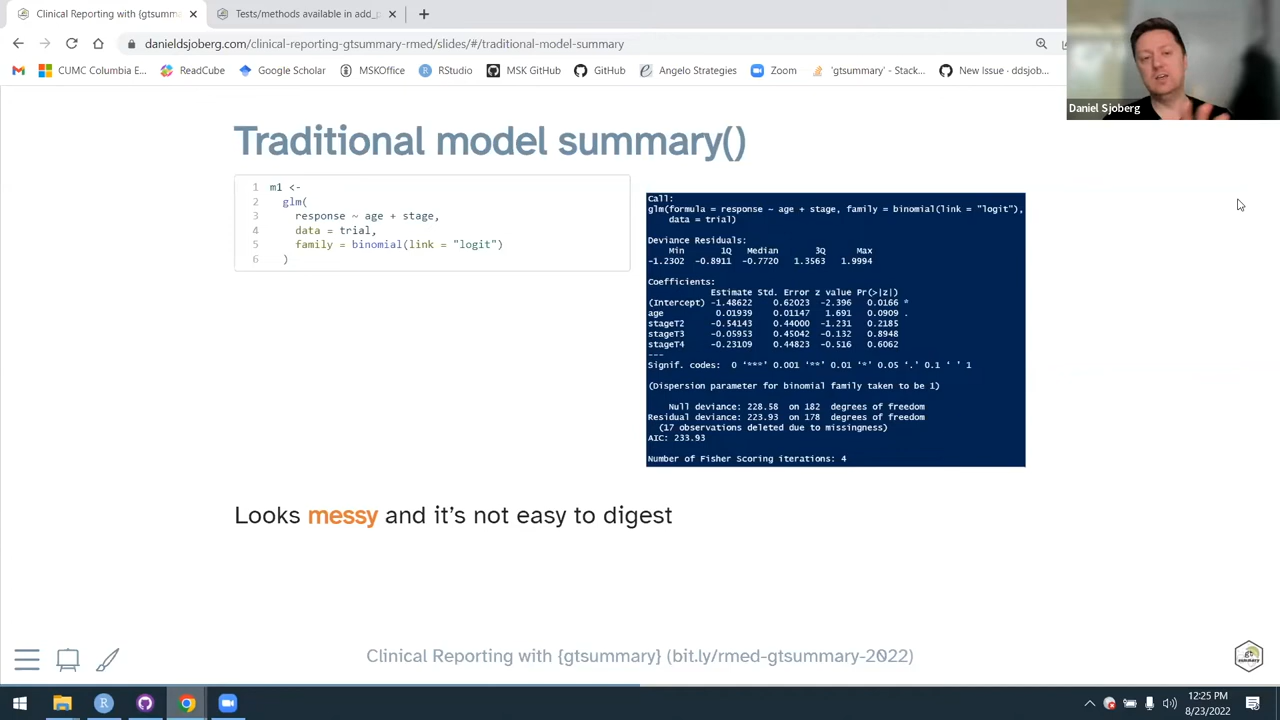 Clinical Reporting with {gtsumma
Tests/methods available in add_p
danieldsjoberg.com/clinical-reporting-gtsummary-rmed/slides/#/traditional-model-summary
CUMC Columbia E...
ReadCube
Google Scholar
MSKOffice
RStudio
MSK GitHub
GitHub
Angelo Strategies
Zoom
'gtsummary' - Stack...
New Issue · ddsjob...
Daniel Sjoberg
Traditional model summary()
1 m1 <-
2 glm(
3 response ~ age + stage,
4 data = trial,
5 family = binomial(link = "logit")
6 )
Call:
glm(formula = response ~ age + stage, family = binomial(link = "logit"),
data = trial)
Deviance Residuals:
Min 1Q Median 3Q Max
-1.2302 -0.8911 -0.7720 1.3563 1.9994
Coefficients:
Estimate Std. Error z value Pr(>|z|)
(Intercept) -1.48622 0.62023 -2.396 0.0166 *
age 0.01939 0.01147 1.691 0.0909 .
stageT2 -0.54143 0.44000 -1.231 0.2185
stageT3 -0.05953 0.45042 -0.132 0.8948
stageT4 -0.23109 0.44823 -0.516 0.6062
---
Signif. codes: 0 ‘***’ 0.001 ‘**’ 0.01 ‘*’ 0.05 ‘.’ 0.1 ‘ ’ 1
(Dispersion parameter for binomial family taken to be 1)
Null deviance: 228.58 on 182 degrees of freedom
Residual deviance: 223.93 on 178 degrees of freedom
(17 observations deleted due to missingness)
AIC: 233.93
Number of Fisher Scoring iterations: 4
Looks messy and it's not easy to digest
Clinical Reporting with {gtsummary} (bit.ly/rmed-gtsummary-2022)
gt
summary
12:25 PM
8/23/2022